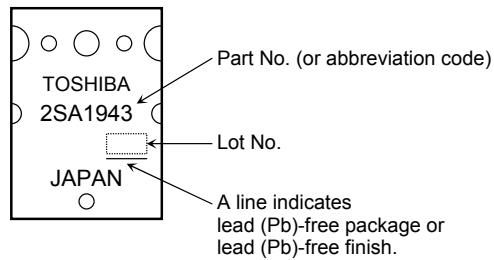 TOSHIBA
2SA1943
JAPAN
Part No. (or abbreviation code)
Lot No.
A line indicates
lead (Pb)-free package or
lead (Pb)-free finish.